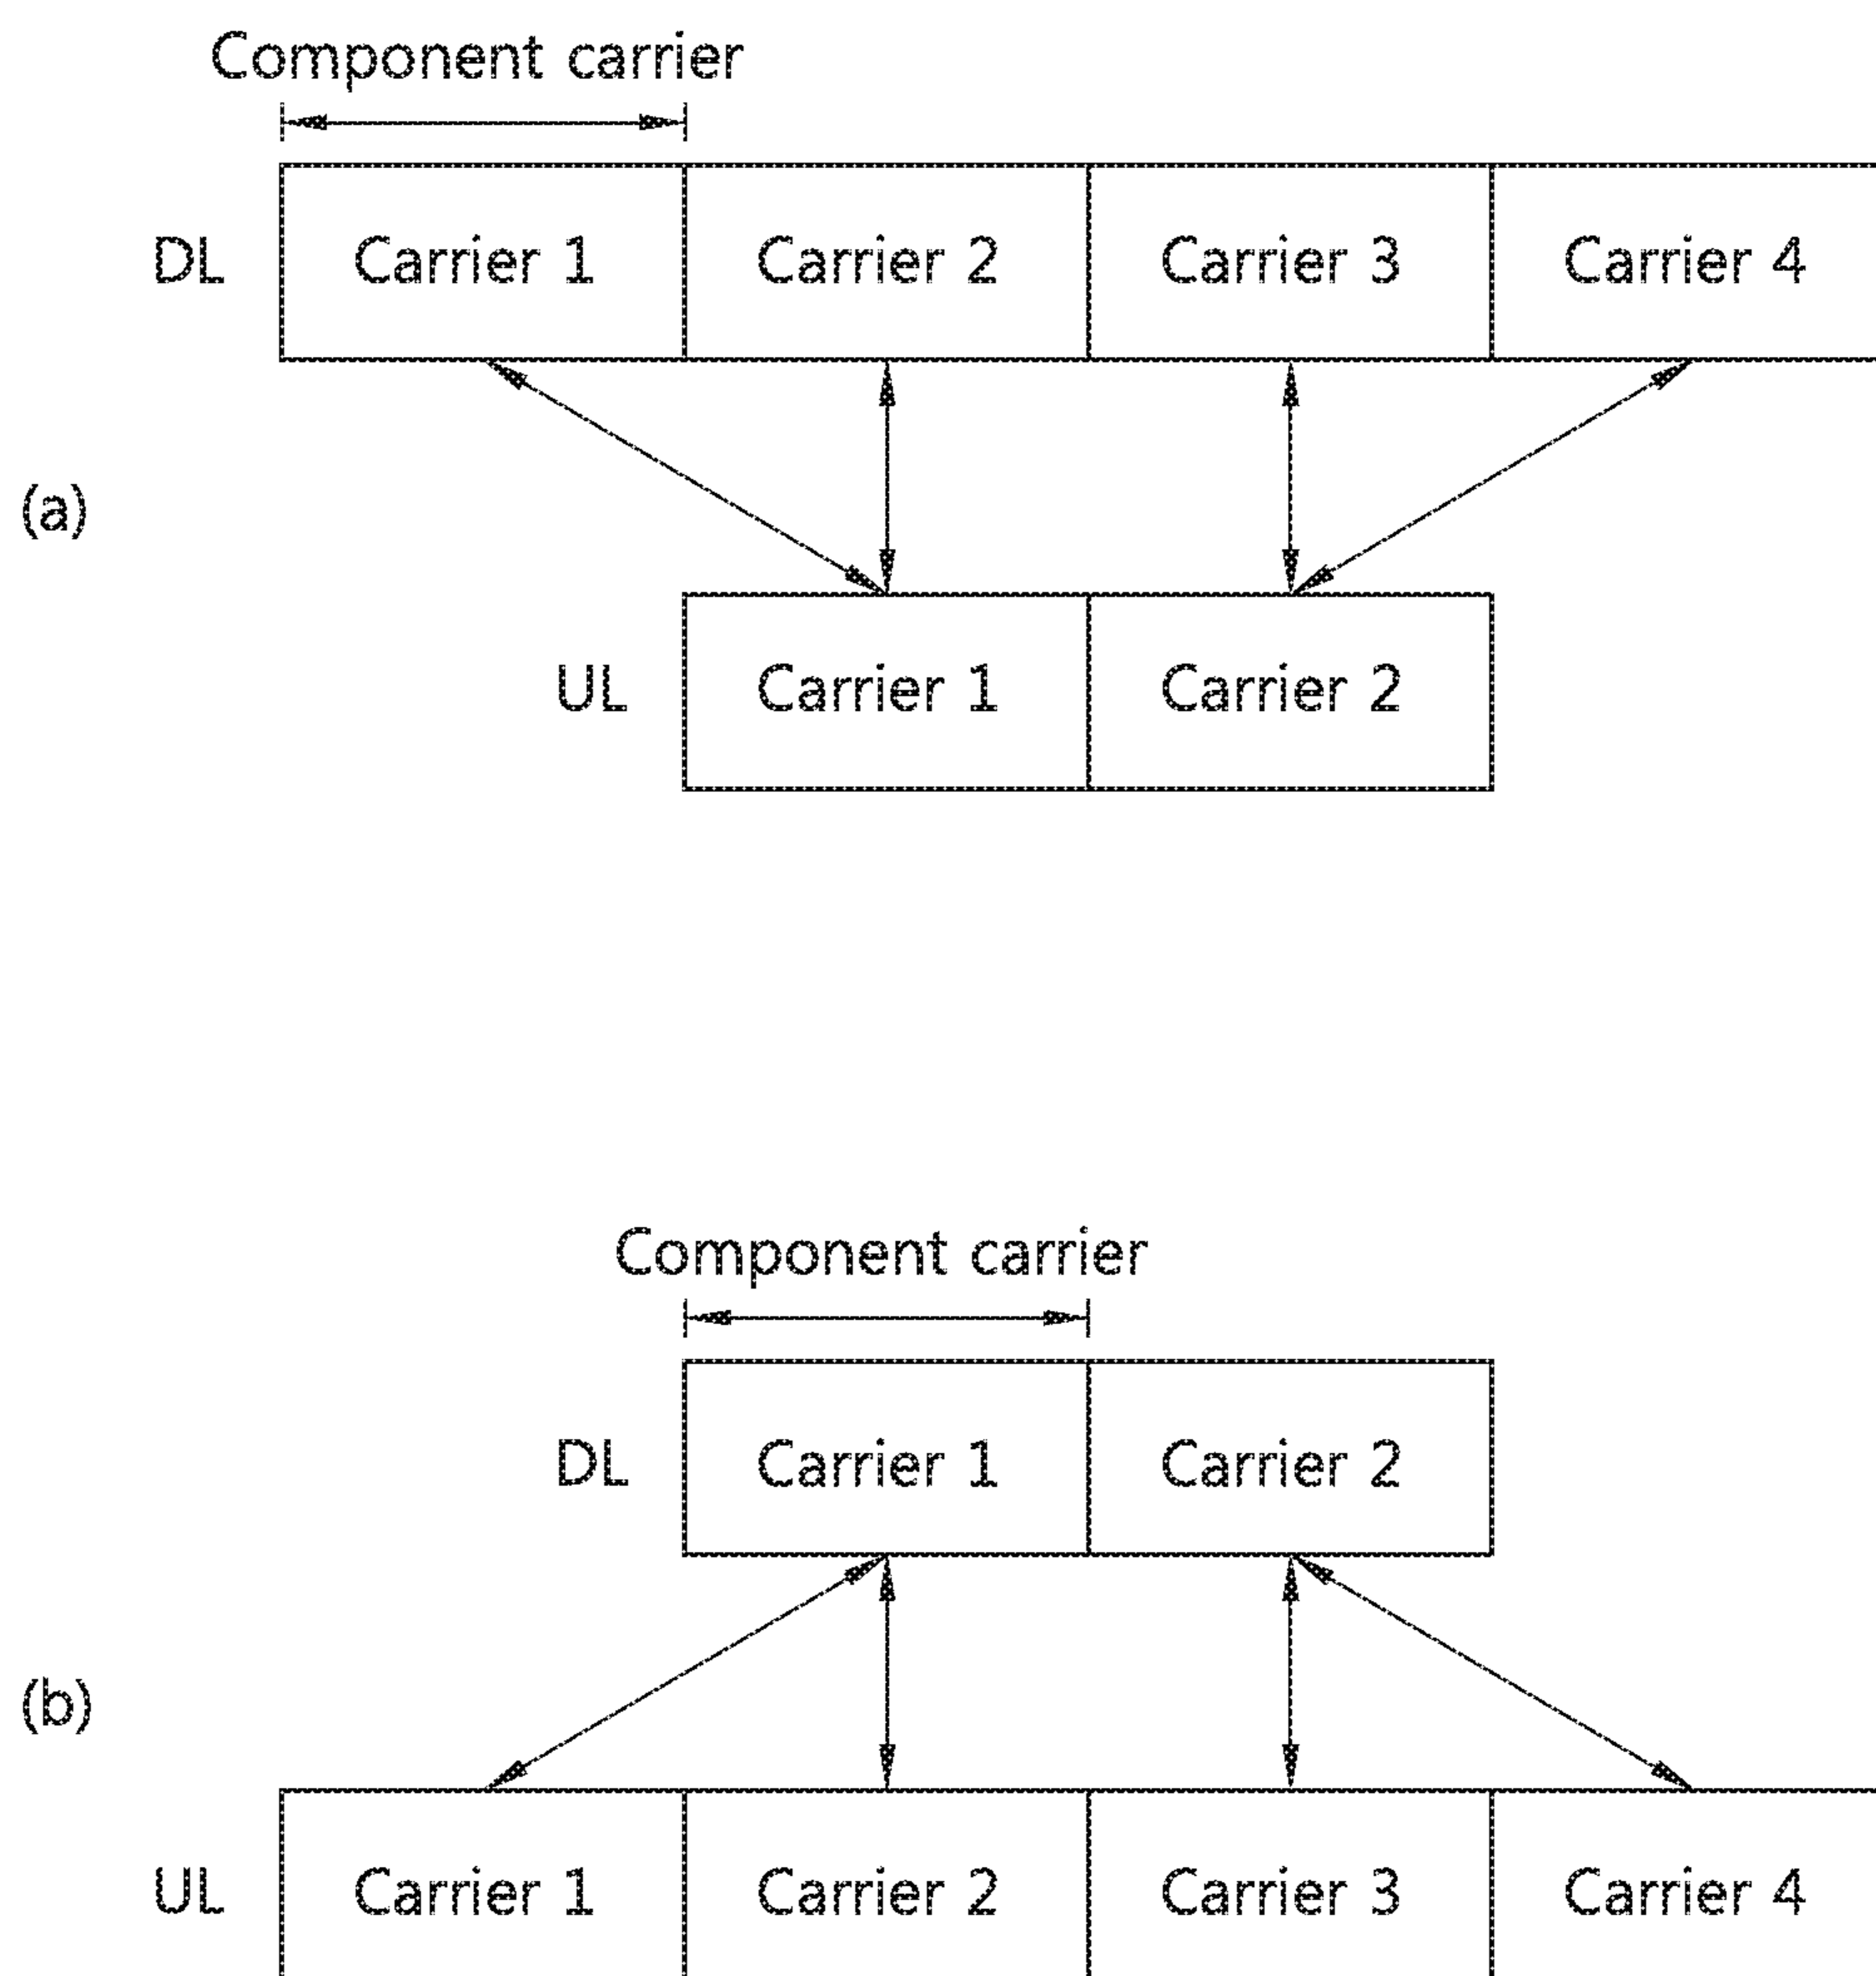 Component carrier
DL Carrier 1 Carrier 2 Carrier 3 Carrier 4
(a)
UL Carrier 1 Carrier 2
Component carrier
DL Carrier 1 Carrier 2
(b)
UL Carrier 1 Carrier 2 Carrier 3 Carrier 4